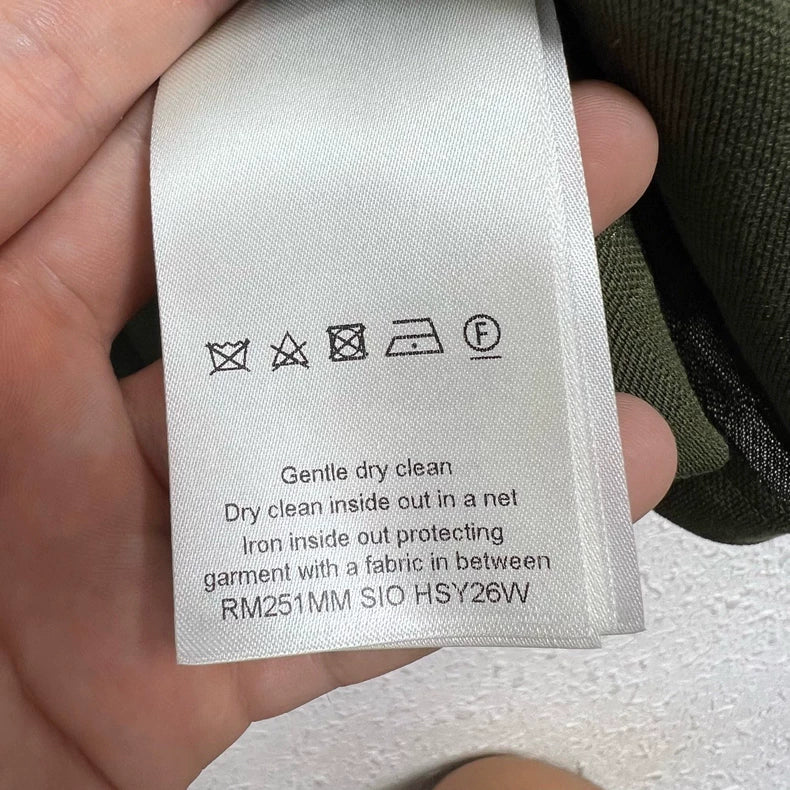 F
Gentle dry clean
Dry clean inside out in a net
Iron inside out protecting
garment with a fabric in between
RM251MM SIO HSY26W